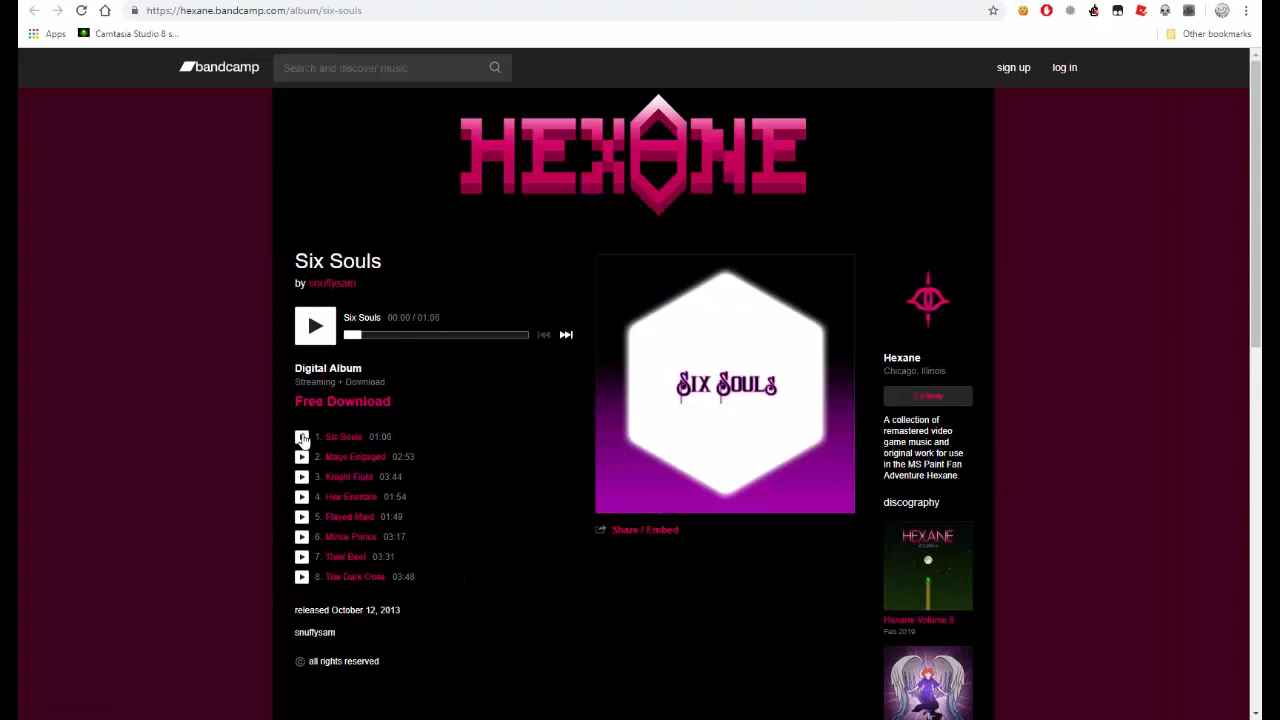 https://hexane.bandcamp.com/album/six-souls
Apps
Camtasia Studio 8 s...
Other bookmarks
bandcamp
Search and discover music
sign up
log in
HEXANE
Six Souls
by snuffysam
Six Souls 00:00 / 01:06
Digital Album
Streaming + Download
Free Download
1. Six Souls 01:06
2. Mage Engaged 02:53
3. Knight Fight 03:44
4. Heir Ensnare 01:54
5. Flayed Maid 01:49
6. Mince Prince 03:17
7. Thief Beef 03:31
8. The Dark Ones 03:48
released October 12, 2013
snuffysam
© all rights reserved
Six Souls
Share / Embed
Hexane
Chicago, Illinois
Follow
A collection of
remastered video
game music and
original work for use
in the MS Paint Fan
Adventure Hexane.
discography
HEXANE
VOLUME 6
Hexane Volume 6
Feb 2019